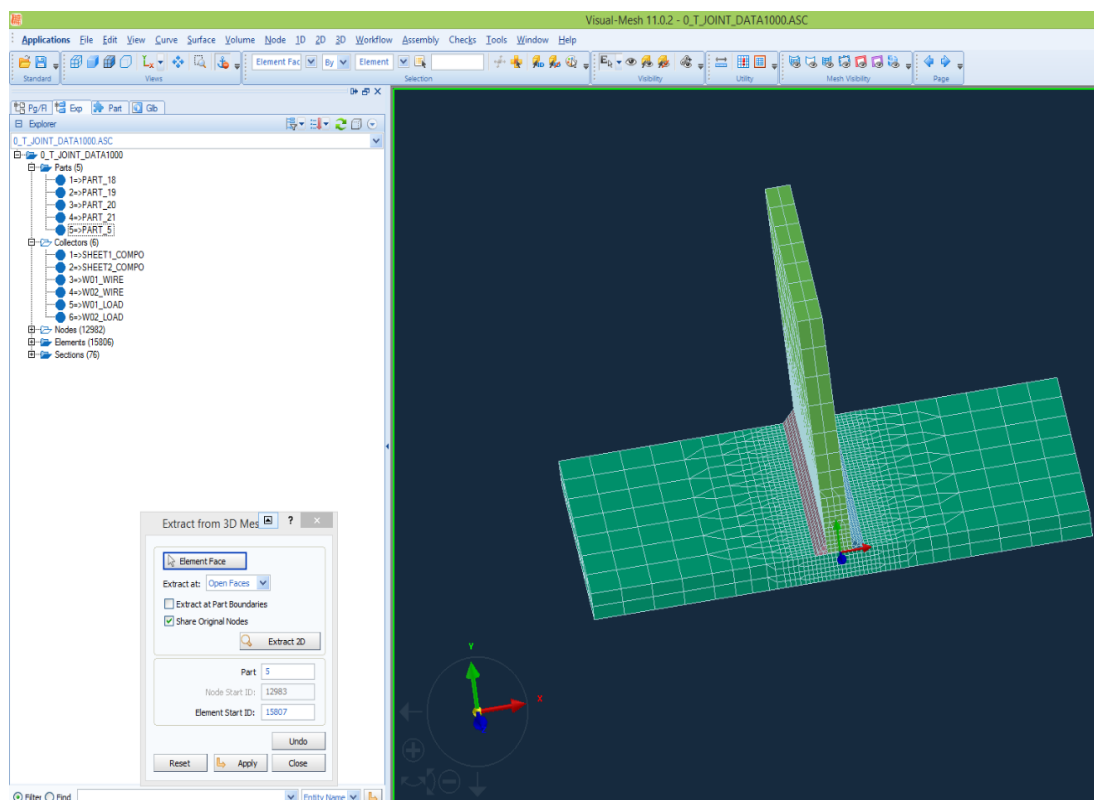 Visual-Mesh 11.0.2 - 0_T_JOINT_DATA1000.ASC
Applications File Edit View Curve Surface Volume Node 1D 2D 3D Workflow Assembly Checks Tools Window Help
Element Fac By Element
Standard Views Selection Visibility Utility Mesh Visibility Page
Pg/Fl Exp Part Glb
Explorer
0_T_JOINT_DATA1000.ASC
0_T_JOINT_DATA1000
Parts (5)
1=>PART_18
2=>PART_19
3=>PART_20
4=>PART_21
5=>PART_5
Collectors (6)
1=>SHEET1_COMPO
2=>SHEET2_COMPO
3=>W01_WIRE
4=>W02_WIRE
5=>W01_LOAD
6=>W02_LOAD
Nodes (12982)
Elements (15806)
Sections (76)
Extract from 3D Mes ?
Element Face
Extract at: Open Faces
Extract at Part Boundaries
Share Original Nodes
Extract 2D
Part 5
Node Start ID: 12983
Element Start ID: 15807
Undo
Reset Apply Close
Filter Find Entity Name
Y
X